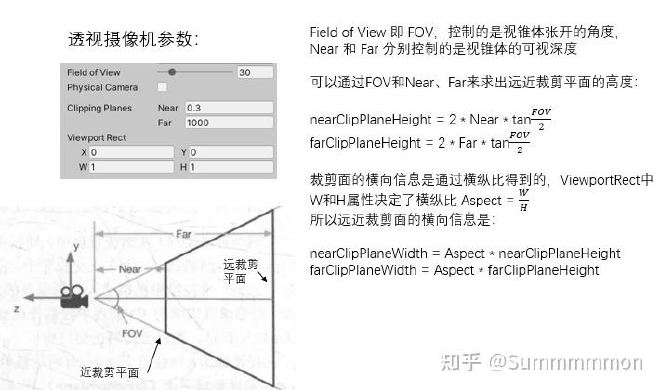 透视摄像机参数:
Field of View 30
Physical Camera
Clipping Planes Near 0.3
Far 1000
Viewport Rect
X 0 Y 0
W 1 H 1
Far
Near
y
z
FOV
远裁剪
平面
近裁剪平面
Field of View 即 FOV，控制的是视锥体张开的角度,
Near 和 Far 分别控制的是视锥体的可视深度
可以通过FOV和Near、Far来求出远近裁剪平面的高度：
nearClipPlaneHeight = 2 * Near * tan FOV/2
farClipPlaneHeight = 2 * Far * tan FOV/2
裁剪面的横向信息是通过横纵比得到的，ViewportRect中
W和H属性决定了横纵比 Aspect = W/H
所以远近裁剪面的横向信息是：
nearClipPlaneWidth = Aspect * nearClipPlaneHeight
farClipPlaneWidth = Aspect * farClipPlaneHeight
知乎 @Summmmmon